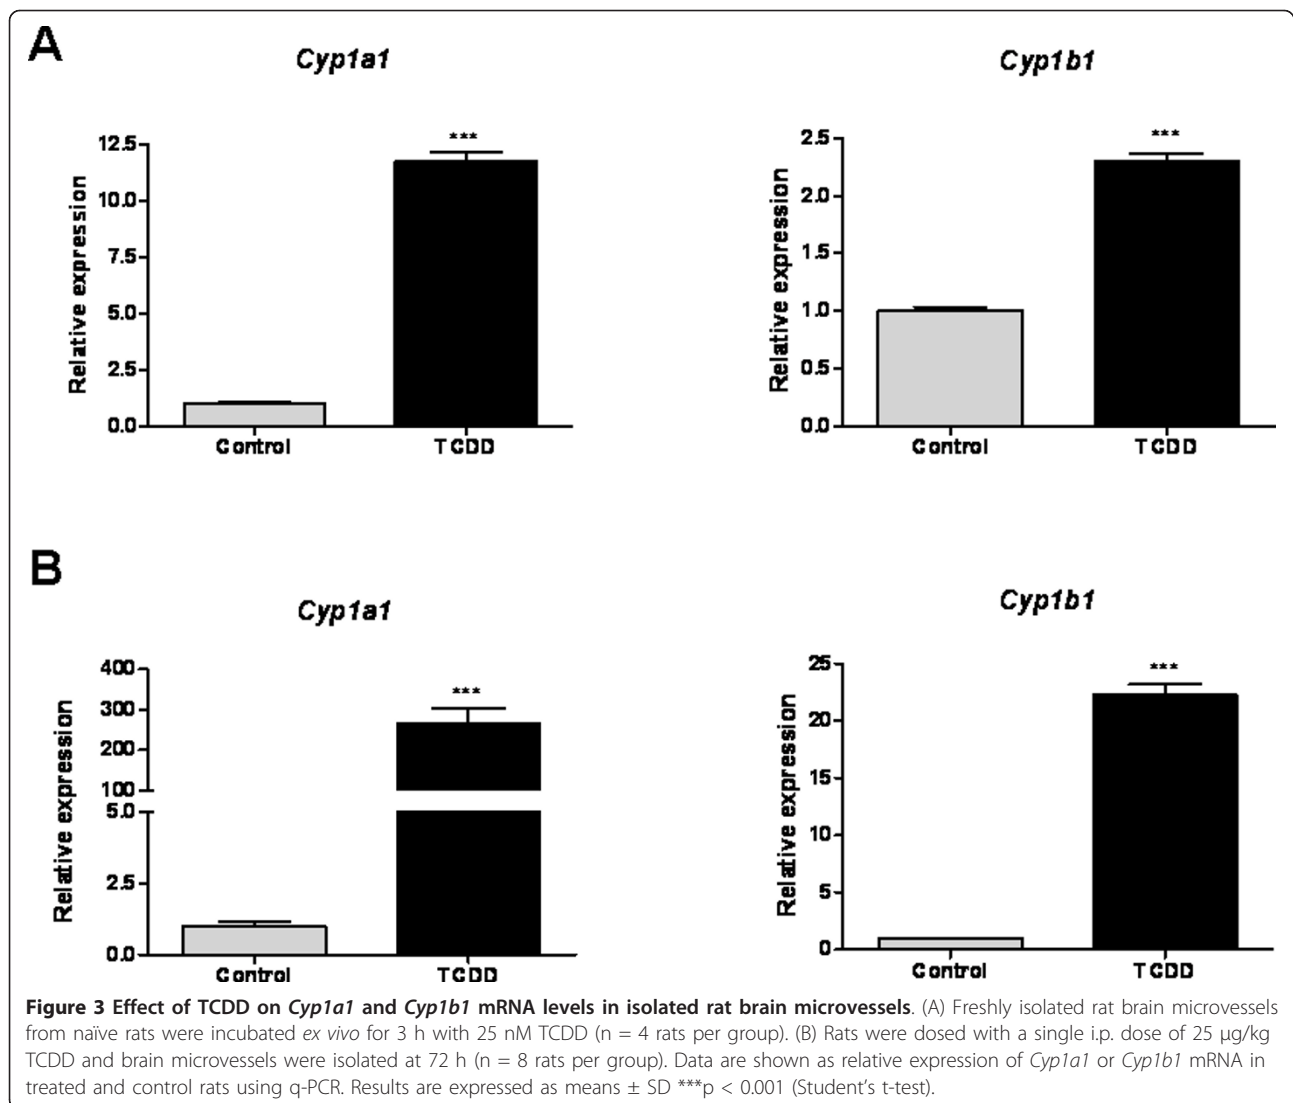 A
Cyp1a1
Cyp1b1
Relative expression
12.5
10.0
7.5
5.0
2.5
0.0
***
Control
TCDD
Relative expression
2.5
2.0
1.5
1.0
0.5
0.0
***
Control
TCDD
B
Cyp1a1
Cyp1b1
Relative expression
400
300
200
100
5.0
2.5
0.0
***
Control
TCDD
Relative expression
25
20
15
10
5
0
***
Control
TCDD
Figure 3 Effect of TCDD on Cyp1a1 and Cyp1b1 mRNA levels in isolated rat brain microvessels. (A) Freshly isolated rat brain microvessels
from naïve rats were incubated ex vivo for 3 h with 25 nM TCDD (n = 4 rats per group). (B) Rats were dosed with a single i.p. dose of 25 μg/kg
TCDD and brain microvessels were isolated at 72 h (n = 8 rats per group). Data are shown as relative expression of Cyp1a1 or Cyp1b1 mRNA in
treated and control rats using q-PCR. Results are expressed as means ± SD ***p < 0.001 (Student's t-test).